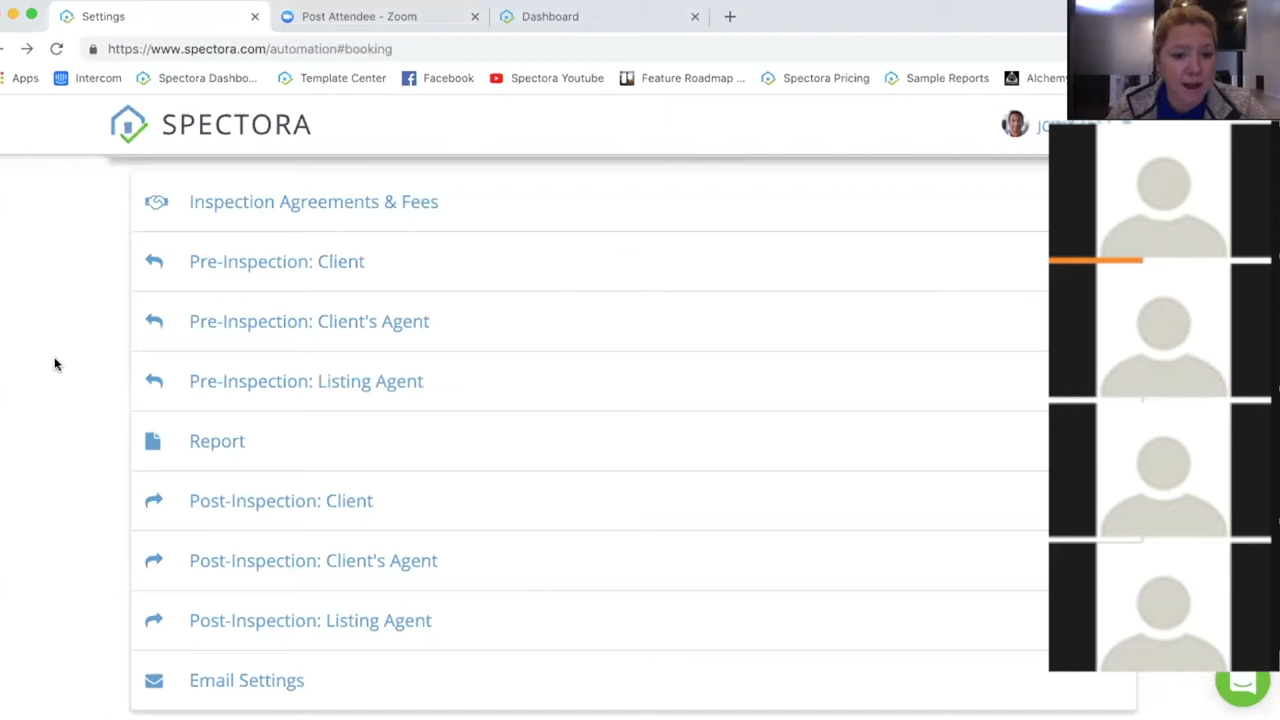 Settings
Post Attendee - Zoom
Dashboard
https://www.spectora.com/automation#booking
Apps
Intercom
Spectora Dashbo...
Template Center
Facebook
Spectora Youtube
Feature Roadmap ...
Spectora Pricing
Sample Reports
Alchem
SPECTORA
Inspection Agreements & Fees
Pre-Inspection: Client
Pre-Inspection: Client's Agent
Pre-Inspection: Listing Agent
Report
Post-Inspection: Client
Post-Inspection: Client's Agent
Post-Inspection: Listing Agent
Email Settings